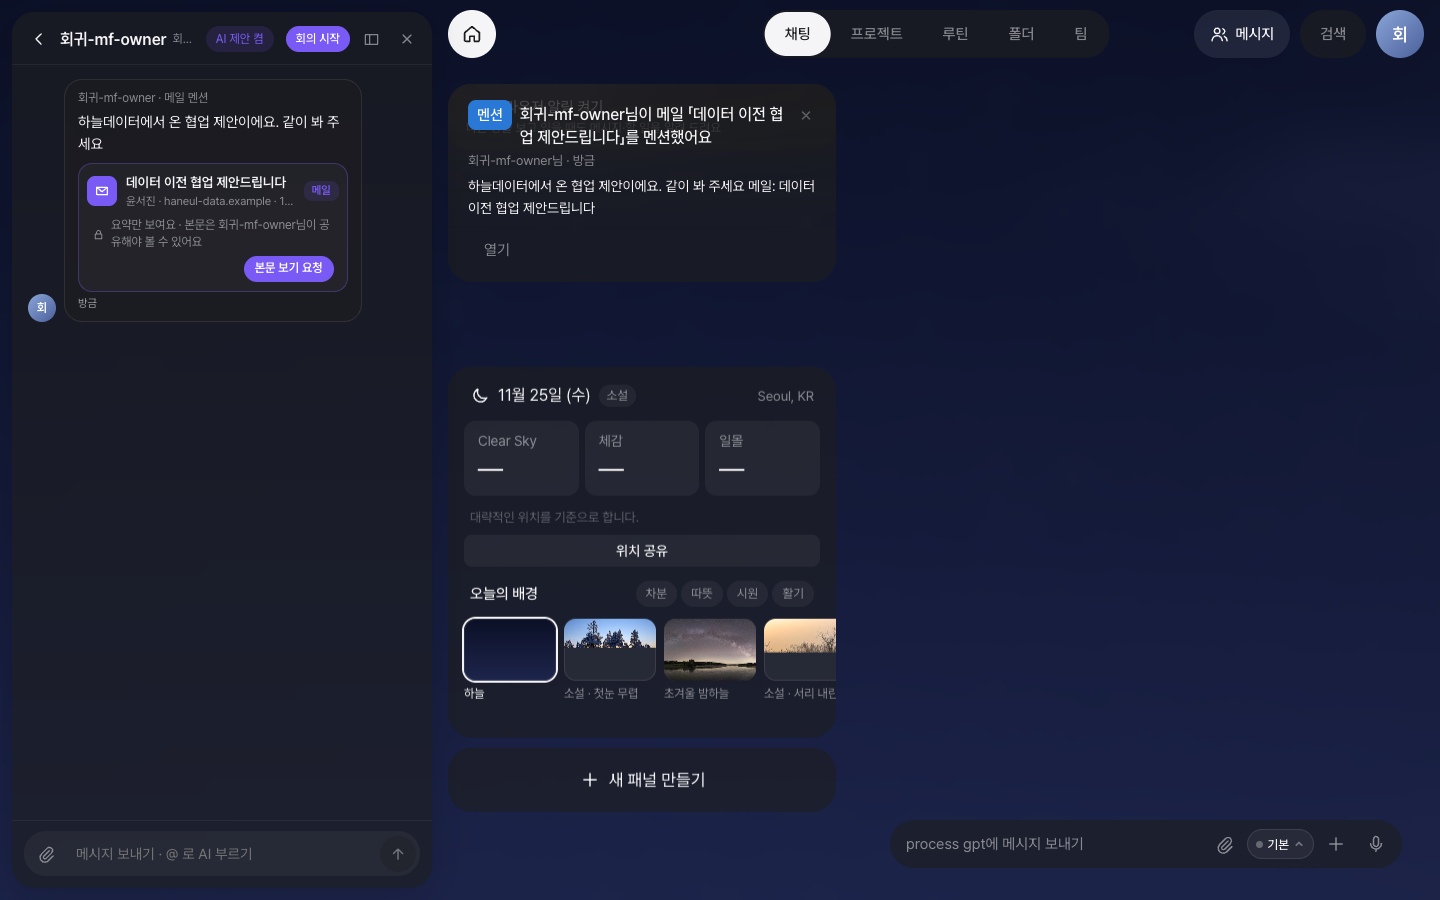 회귀-mf-owner 회...
AI 제안 켬
회의 시작
회귀-mf-owner · 메일 멘션
하늘데이터에서 온 협업 제안이에요. 같이 봐 주
세요
데이터 이전 협업 제안드립니다
윤서진 · haneul-data.example · 1...
메일
요약만 보여요 · 본문은 회귀-mf-owner님이 공
유해야 볼 수 있어요
본문 보기 요청
회
방금
메시지 보내기 · @ 로 AI 부르기
채팅
프로젝트
루틴
폴더
팀
메시지
검색
회
알림 켜기
멘션
회귀-mf-owner님이 메일 「데이터 이전 협
업 제안드립니다」를 멘션했어요
회귀-mf-owner님 · 방금
하늘데이터에서 온 협업 제안이에요. 같이 봐 주세요 메일: 데이터
이전 협업 제안드립니다
열기
11월 25일 (수)
소설
Seoul, KR
Clear Sky
체감
일몰
—
—
—
대략적인 위치를 기준으로 합니다.
위치 공유
오늘의 배경
차분
따뜻
시원
활기
하늘
소설 · 첫눈 무렵
초겨울 밤하늘
소설 · 서리 내린
새 패널 만들기
process gpt에 메시지 보내기
기본